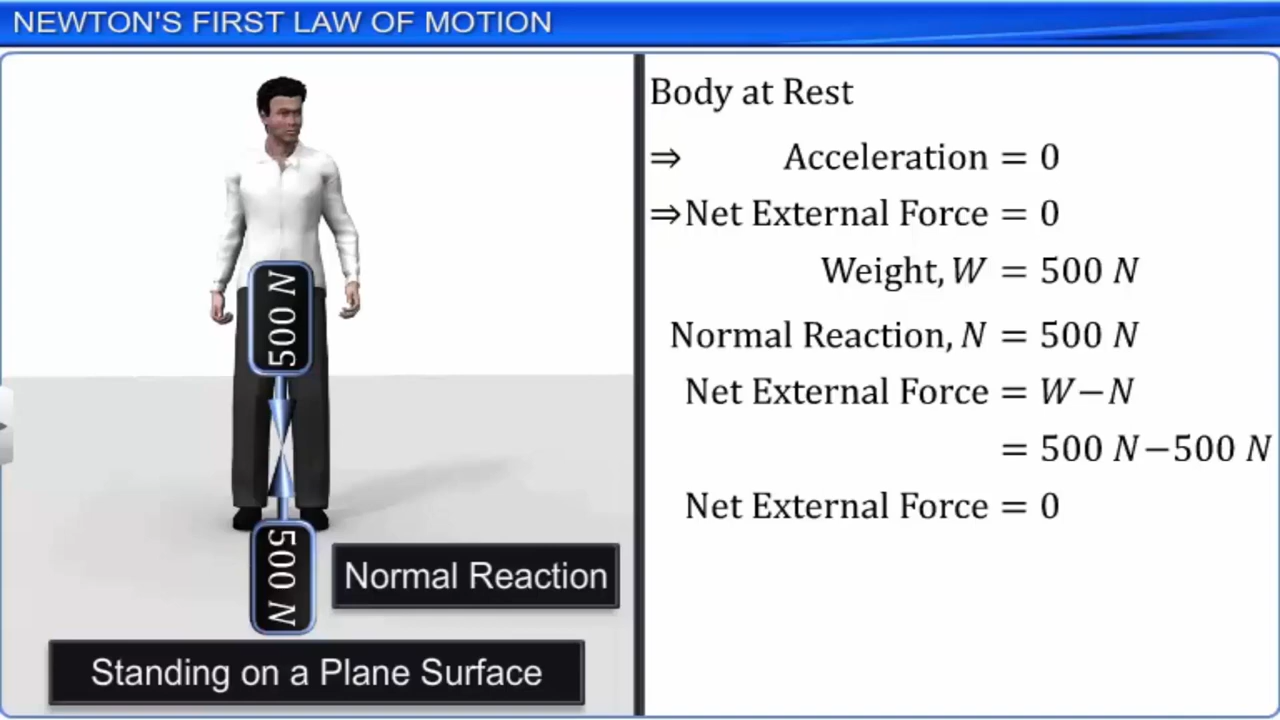 NEWTON'S FIRST LAW OF MOTION
500 N
500 N
Normal Reaction
Standing on a Plane Surface
Body at Rest
⇒ Acceleration = 0
⇒Net External Force = 0
Weight, W = 500 N
Normal Reaction, N = 500 N
Net External Force = W−N
= 500 N−500 N
Net External Force = 0